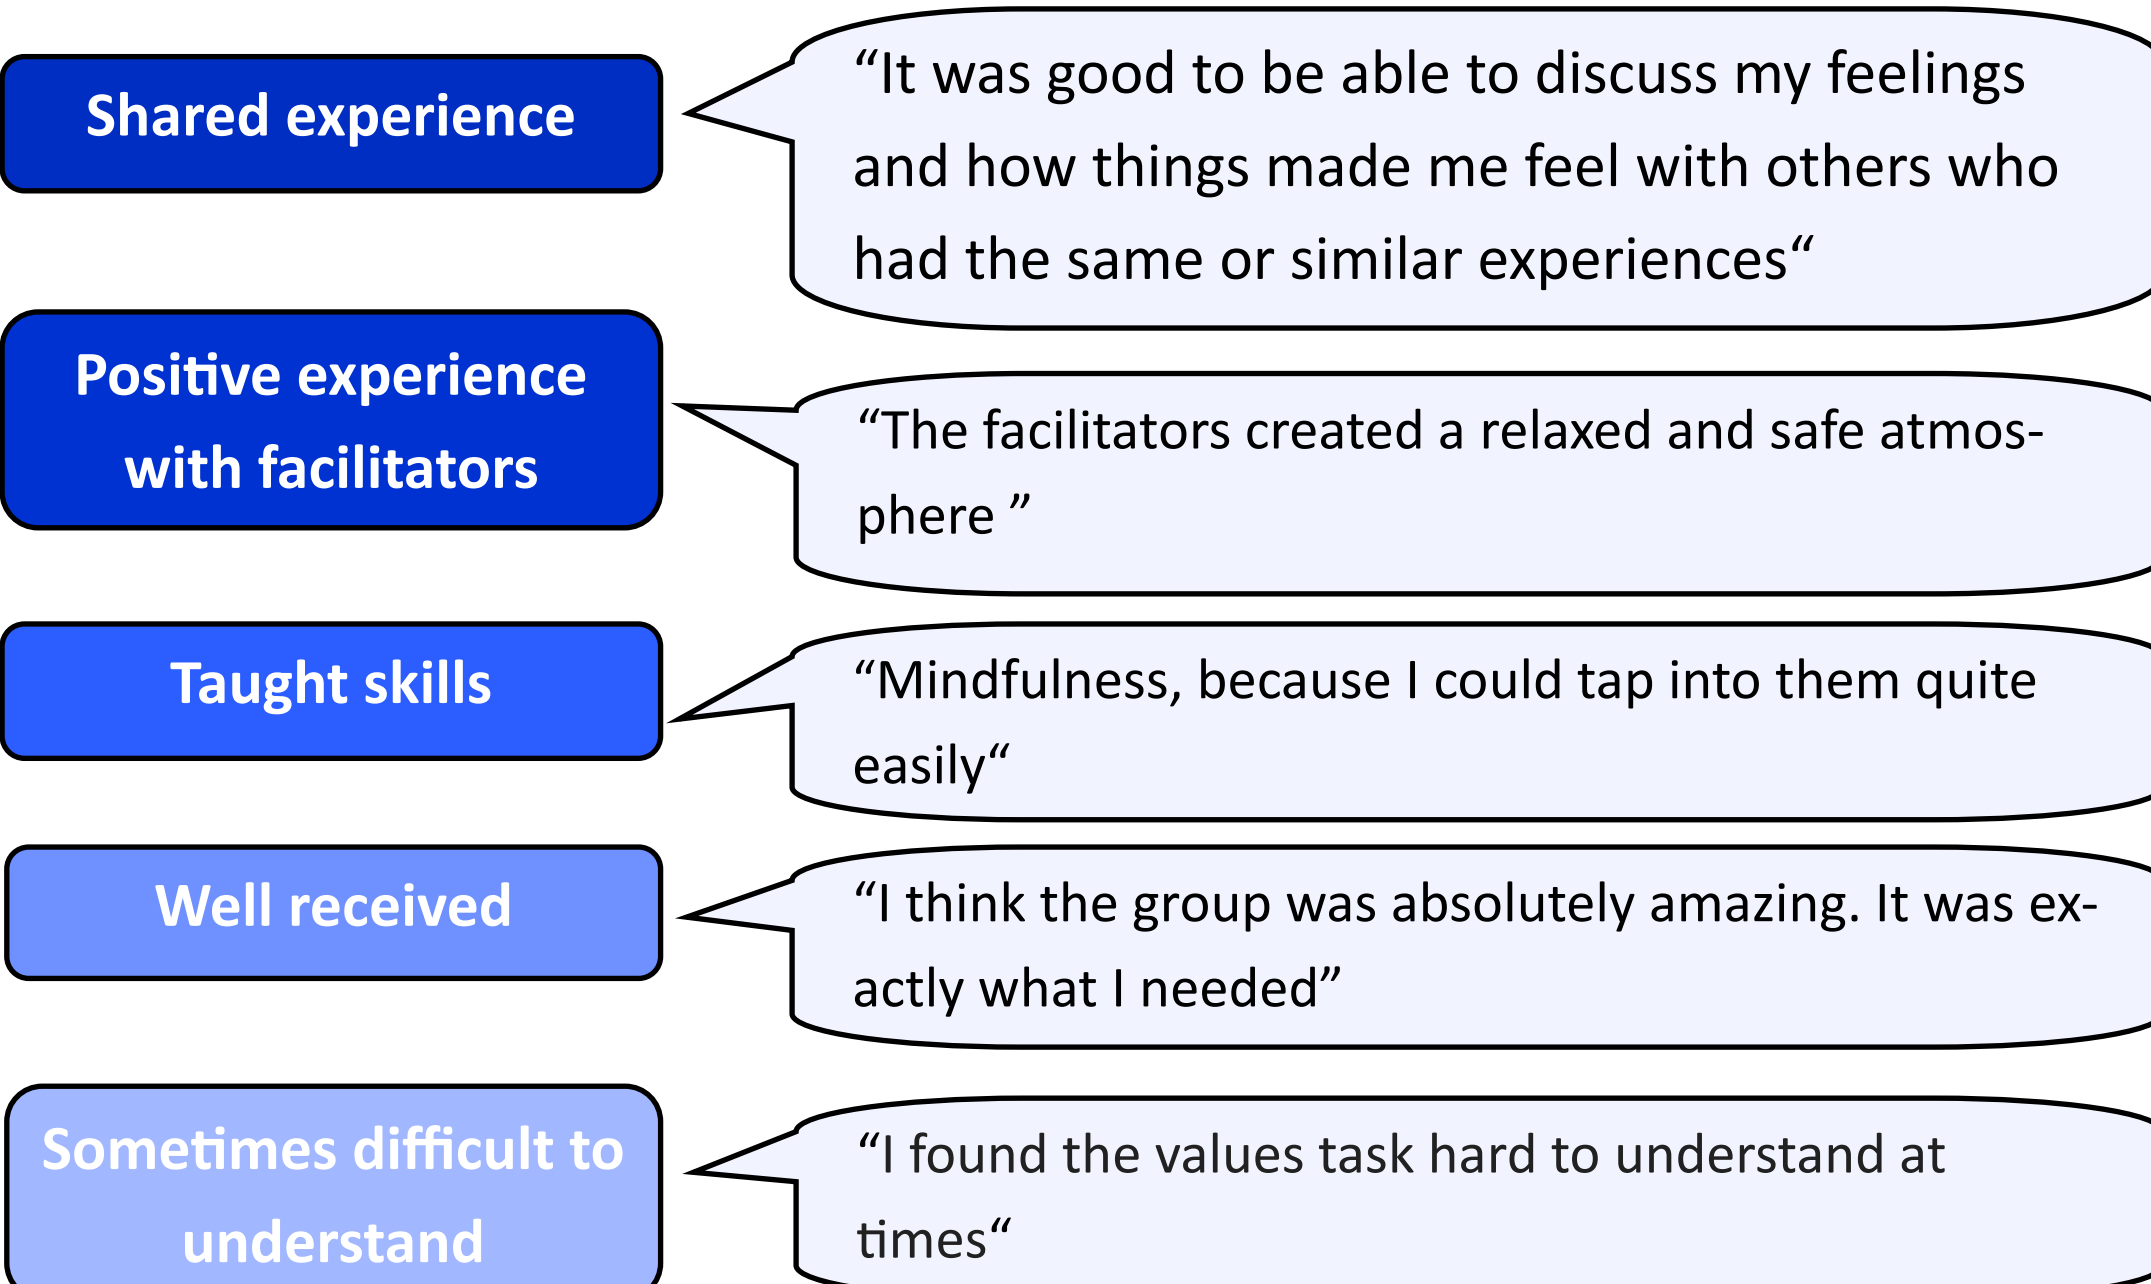 Shared experience
“It was good to be able to discuss my feelings
and how things made me feel with others who
had the same or similar experiences“
Positive experience
with facilitators
“The facilitators created a relaxed and safe atmos-
phere ”
Taught skills
“Mindfulness, because I could tap into them quite
easily“
Well received
“I think the group was absolutely amazing. It was ex-
actly what I needed”
Sometimes difficult to
understand
“I found the values task hard to understand at
times“